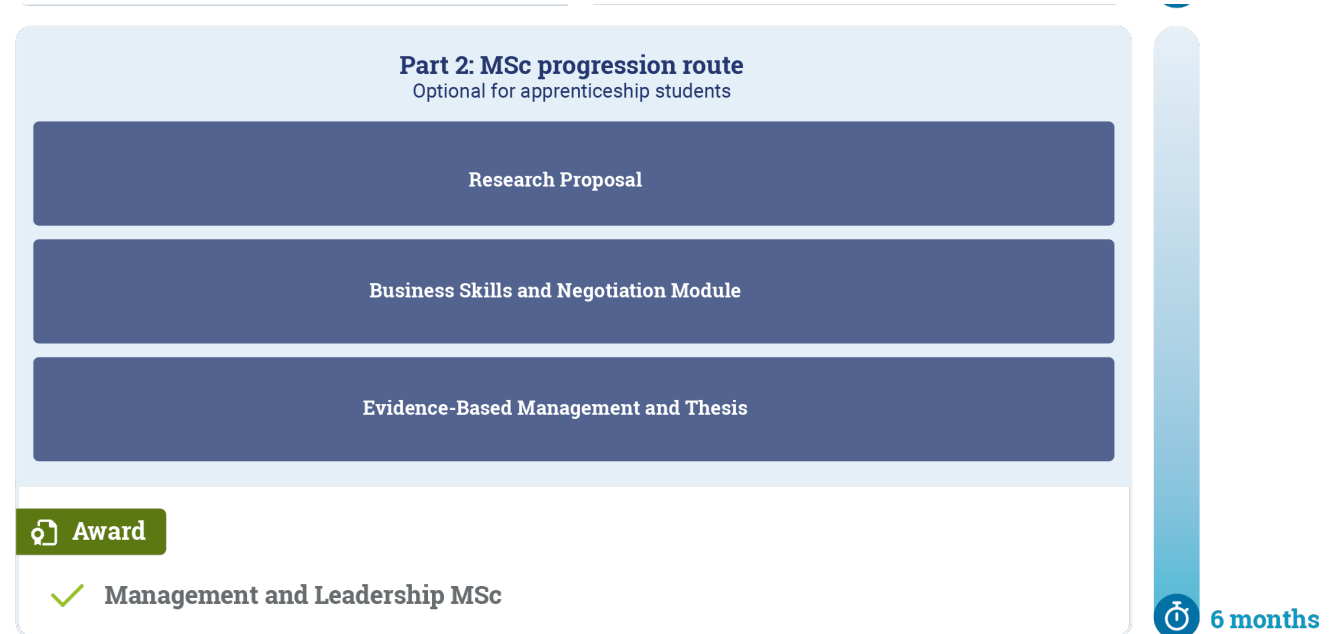 Part 2: MSc progression route
Optional for apprenticeship students
Research Proposal
Business Skills and Negotiation Module
Evidence-Based Management and Thesis
Award
Management and Leadership MSc
6 months